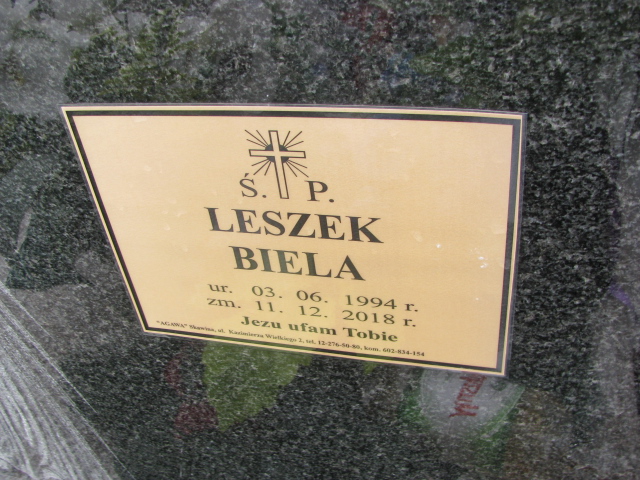 Ś. P.
LESZEK
BIELA
ur. 03. 06. 1994 r.
zm. 11. 12. 2018 r.
Jezu ufam Tobie
"AGAWA" Skawina, ul. Kazimierza Wielkiego 2, tel. 12-276-50-80, kom. 602-834-154